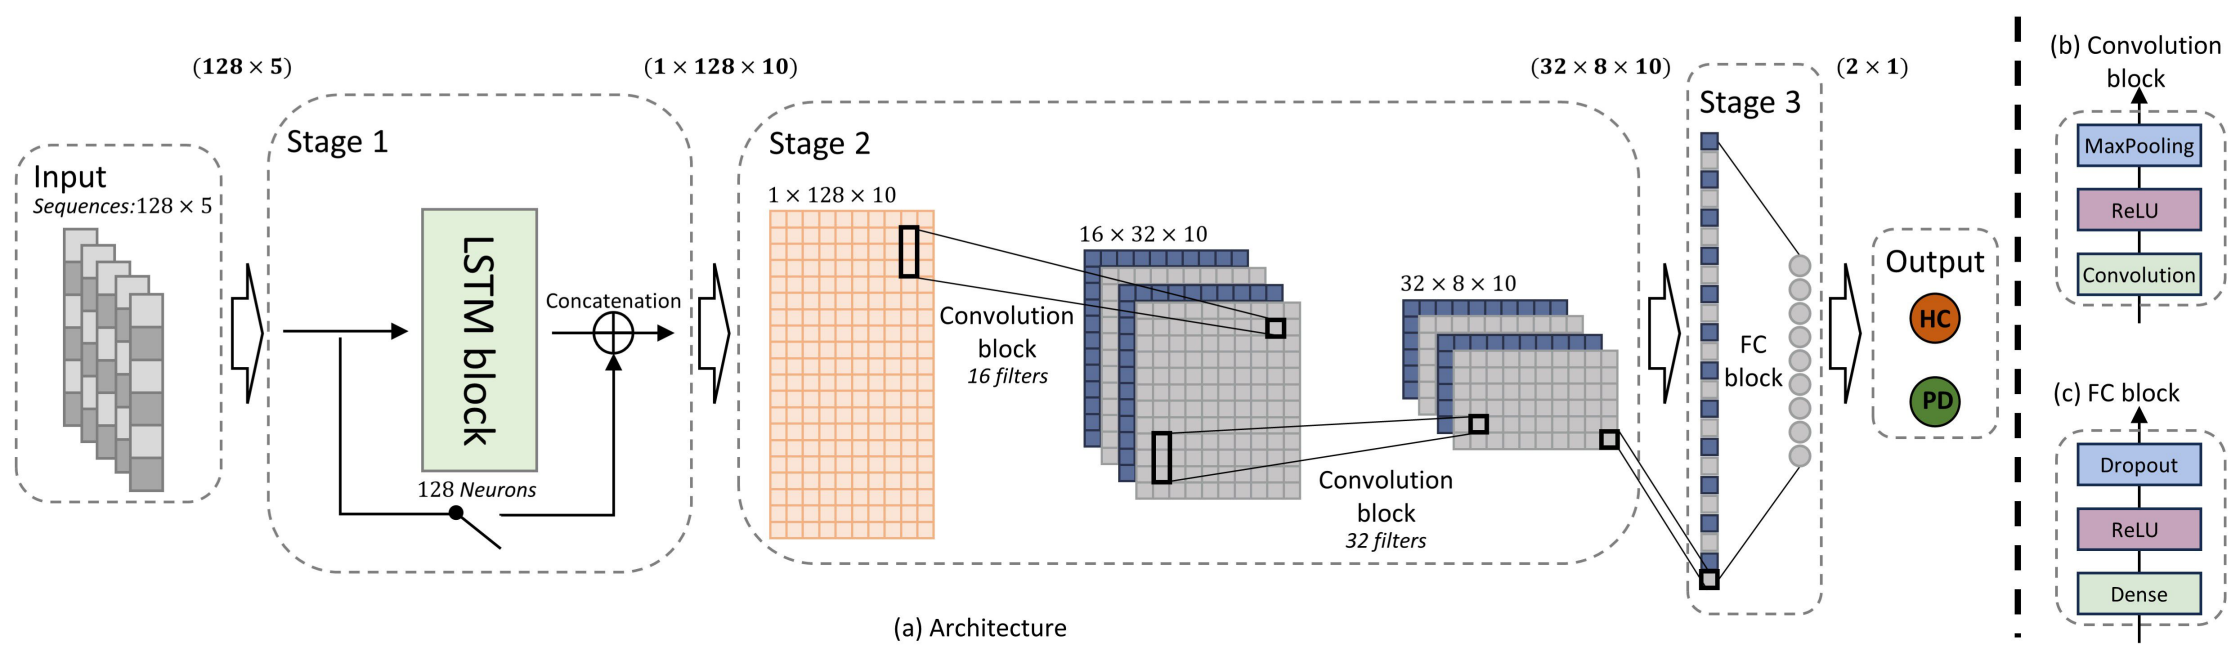 (128 × 5)
(1 × 128 × 10)
(32 × 8 × 10)
(2 × 1)
Input
Sequences:128 × 5
Stage 1
LSTM block
128 Neurons
Concatenation
Stage 2
1 × 128 × 10
Convolution
block
16 filters
16 × 32 × 10
Convolution
block
32 filters
32 × 8 × 10
Stage 3
FC
block
Output
HC
PD
(a) Architecture
(b) Convolution
block
MaxPooling
ReLU
Convolution
(c) FC block
Dropout
ReLU
Dense